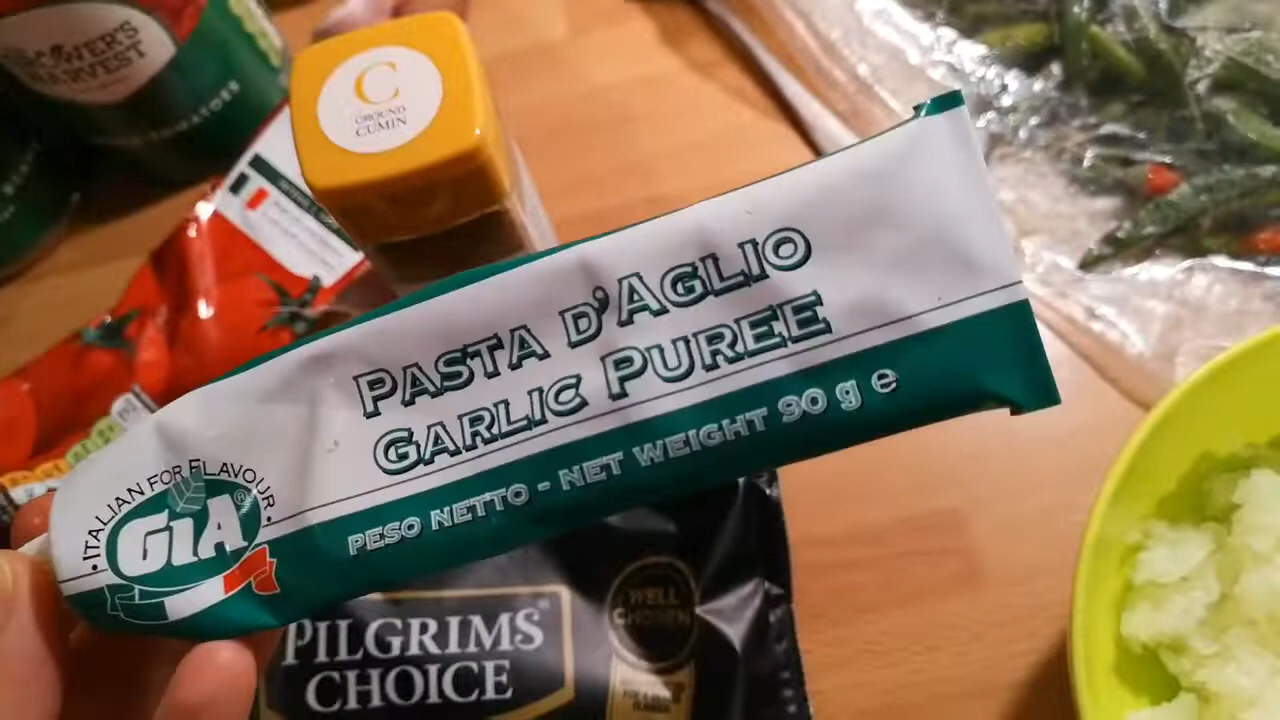 GROWER'S
HARVEST
TOMATOES
C
GROUND
CUMIN
PASTA D'AGLIO
GARLIC PUREE
PESO NETTO - NET WEIGHT 90 g e
• ITALIAN FOR FLAVOUR •
GIA®
PILGRIMS
CHOICE
WELL
CHOSEN